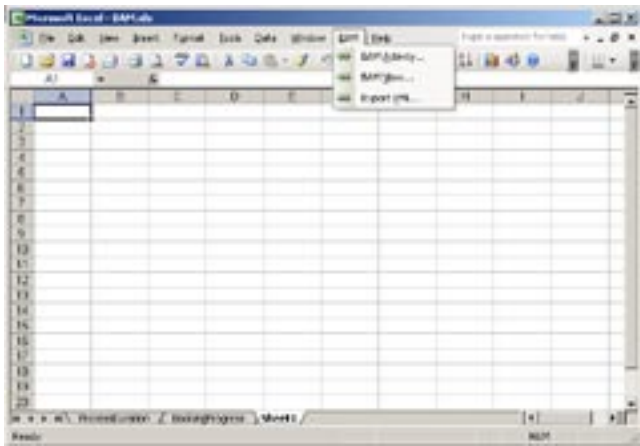 Microsoft Excel - BAM.xls
File Edit View Insert Format Tools Data Window BAM Help
BAM Activity...
BAM View...
Import XML...
A1
A B C D E H I J
1
2
3
4
5
6
7
8
9
10
11
12
13
14
15
16
17
18
19
20
ProcessDuration BookingProgress Sheet3
Ready NUM